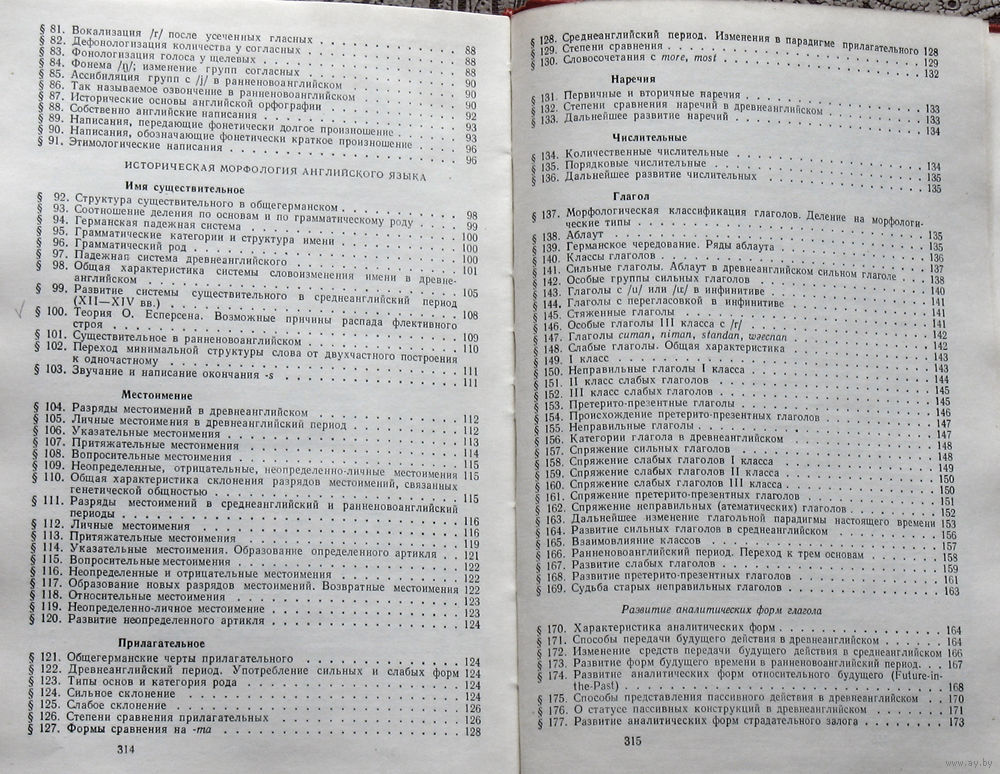 § 81. Вокализация /r/ после усеченных гласных . . . 88
§ 82. Дефонологизация количества у согласных . . . 88
§ 83. Фонологизация голоса у щелевых . . . 88
§ 84. Фонема /ŋ/; изменение групп согласных . . . 90
§ 85. Ассибиляция групп с /j/ в ранненовоанглийском . . . 90
§ 86. Так называемое озвончение в ранненовоанглийском . . . 90
§ 87. Исторические основы английской орфографии . . . 92
§ 88. Собственно английские написания . . . 93
§ 89. Написания, передающие фонетически долгое произношение . . . 93
§ 90. Написания, обозначающие фонетически краткое произношение . . . 96
§ 91. Этимологические написания . . . 96
ИСТОРИЧЕСКАЯ МОРФОЛОГИЯ АНГЛИЙСКОГО ЯЗЫКА
Имя существительное
§ 92. Структура существительного в общегерманском . . . 98
§ 93. Соотношение деления по основам и по грамматическому роду . . . 99
§ 94. Германская падежная система . . . 100
§ 95. Грамматические категории и структура имени . . . 100
§ 96. Грамматический род . . . 100
§ 97. Падежная система древнеанглийского . . . 101
§ 98. Общая характеристика системы словоизменения имени в древне-
английском . . . 105
§ 99. Развитие системы существительного в среднеанглийский период
(XII—XIV вв.) . . . 108
§ 100. Теория О. Есперсена. Возможные причины распада флективного
строя . . . 109
§ 101. Существительное в ранненовоанглийском . . . 110
§ 102. Переход минимальной структуры слова от двучастного построения
к одночастному . . . 111
§ 103. Звучание и написание окончания -s . . . 111
Местоимение
§ 104. Разряды местоимений в древнеанглийском . . . 112
§ 105. Личные местоимения в древнеанглийский период . . . 112
§ 106. Указательные местоимения . . . 113
§ 107. Притяжательные местоимения . . . 114
§ 108. Вопросительные местоимения . . . 115
§ 109. Неопределенные, отрицательные, неопределенно-личные местоимения 115
§ 110. Общая характеристика склонения разрядов местоимений, связанных
генетической общностью . . . 115
§ 111. Разряды местоимений в среднеанглийский и ранненовоанглийский
периоды . . . 116
§ 112. Личные местоимения . . . 116
§ 113. Притяжательные местоимения . . . 119
§ 114. Указательные местоимения. Образование определенного артикля . . 121
§ 115. Вопросительные местоимения . . . 122
§ 116. Неопределенные и отрицательные местоимения . . . 122
§ 117. Образование новых разрядов местоимений. Возвратные местоимения 122
§ 118. Относительные местоимения . . . 123
§ 119. Неопределенно-личное местоимение . . . 123
§ 120. Развитие неопределенного артикля . . . 124
Прилагательное
§ 121. Общегерманские черты прилагательного . . . 124
§ 122. Древнеанглийский период. Употребление сильных и слабых форм 124
§ 123. Типы основ и категория рода . . . 124
§ 124. Сильное склонение . . . 124
§ 125. Слабое склонение . . . 126
§ 126. Степени сравнения прилагательных . . . 126
§ 127. Формы сравнения на -ma . . . 128
314
§ 128. Среднеанглийский период. Изменения в парадигме прилагательного 128
§ 129. Степени сравнения . . . 129
§ 130. Словосочетания с more, most . . . 132
Наречия
§ 131. Первичные и вторичные наречия . . . 133
§ 132. Степени сравнения наречий в древнеанглийском . . . 133
§ 133. Дальнейшее развитие наречий . . . 134
Числительные
§ 134. Количественные числительные . . . 134
§ 135. Порядковые числительные . . . 135
§ 136. Дальнейшее развитие числительных . . . 135
Глагол
§ 137. Морфологическая классификация глаголов. Деление на морфологи-
ческие типы . . . 135
§ 138. Аблаут . . . 135
§ 139. Германское чередование. Ряды аблаута . . . 136
§ 140. Классы глаголов . . . 137
§ 141. Сильные глаголы. Аблаут в древнеанглийском сильном глаголе . . . 138
§ 142. Особые группы сильных глаголов . . . 140
§ 143. Глаголы с /u/ или /u:/ в инфинитиве . . . 141
§ 144. Глаголы с перегласовкой в инфинитиве . . . 141
§ 145. Стяженные глаголы . . . 141
§ 146. Особые глаголы III класса с /r/ . . . 142
§ 147. Глаголы cuman, niman, standan, wæcnan . . . 142
§ 148. Слабые глаголы. Общая характеристика . . . 143
§ 149. I класс . . . 143
§ 150. Неправильные глаголы I класса . . . 144
§ 151. II класс слабых глаголов . . . 145
§ 152. III класс слабых глаголов . . . 145
§ 153. Претерито-презентные глаголы . . . 146
§ 154. Происхождение претерито-презентных глаголов . . . 147
§ 155. Неправильные глаголы . . . 147
§ 156. Категории глагола в древнеанглийском . . . 148
§ 157. Спряжение сильных глаголов . . . 148
§ 158. Спряжение слабых глаголов I класса . . . 149
§ 159. Спряжение слабых глаголов II класса . . . 150
§ 160. Спряжение слабых глаголов III класса . . . 150
§ 161. Спряжение претерито-презентных глаголов . . . 151
§ 162. Спряжение неправильных (атематических) глаголов . . . 152
§ 163. Дальнейшее изменение глагольной парадигмы настоящего времени 153
§ 164. Развитие сильных глаголов в среднеанглийском . . . 156
§ 165. Взаимовлияние классов . . . 157
§ 166. Ранненовоанглийский период. Переход к трем основам . . . 158
§ 167. Развитие слабых глаголов . . . 159
§ 168. Развитие претерито-презентных глаголов . . . 161
§ 169. Судьба старых неправильных глаголов . . . 163
Развитие аналитических форм глагола
§ 170. Характеристика аналитических форм . . . 164
§ 171. Способы передачи будущего действия в древнеанглийском . . . 164
§ 172. Изменение средств передачи будущего действия в среднеанглийском 166
§ 173. Развитие форм будущего времени в ранненовоанглийский период. . . 167
§ 174. Развитие аналитических форм относительного будущего (Future-in-
the-Past) . . . 168
§ 175. Способы представления пассивного действия в древнеанглийском . . 170
§ 176. О статусе пассивных конструкций в древнеанглийском . . . 171
§ 177. Развитие аналитических форм страдательного залога . . . 173
315
www.ay.by